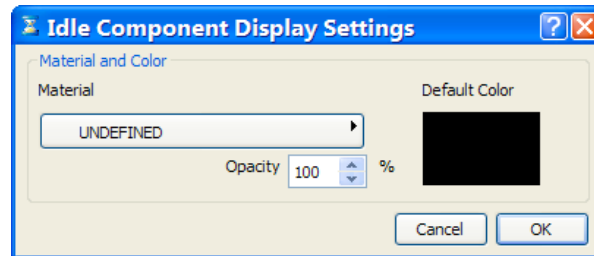 Idle Component Display Settings
Material and Color
Material
Default Color
UNDEFINED
Opacity 100 %
Cancel OK